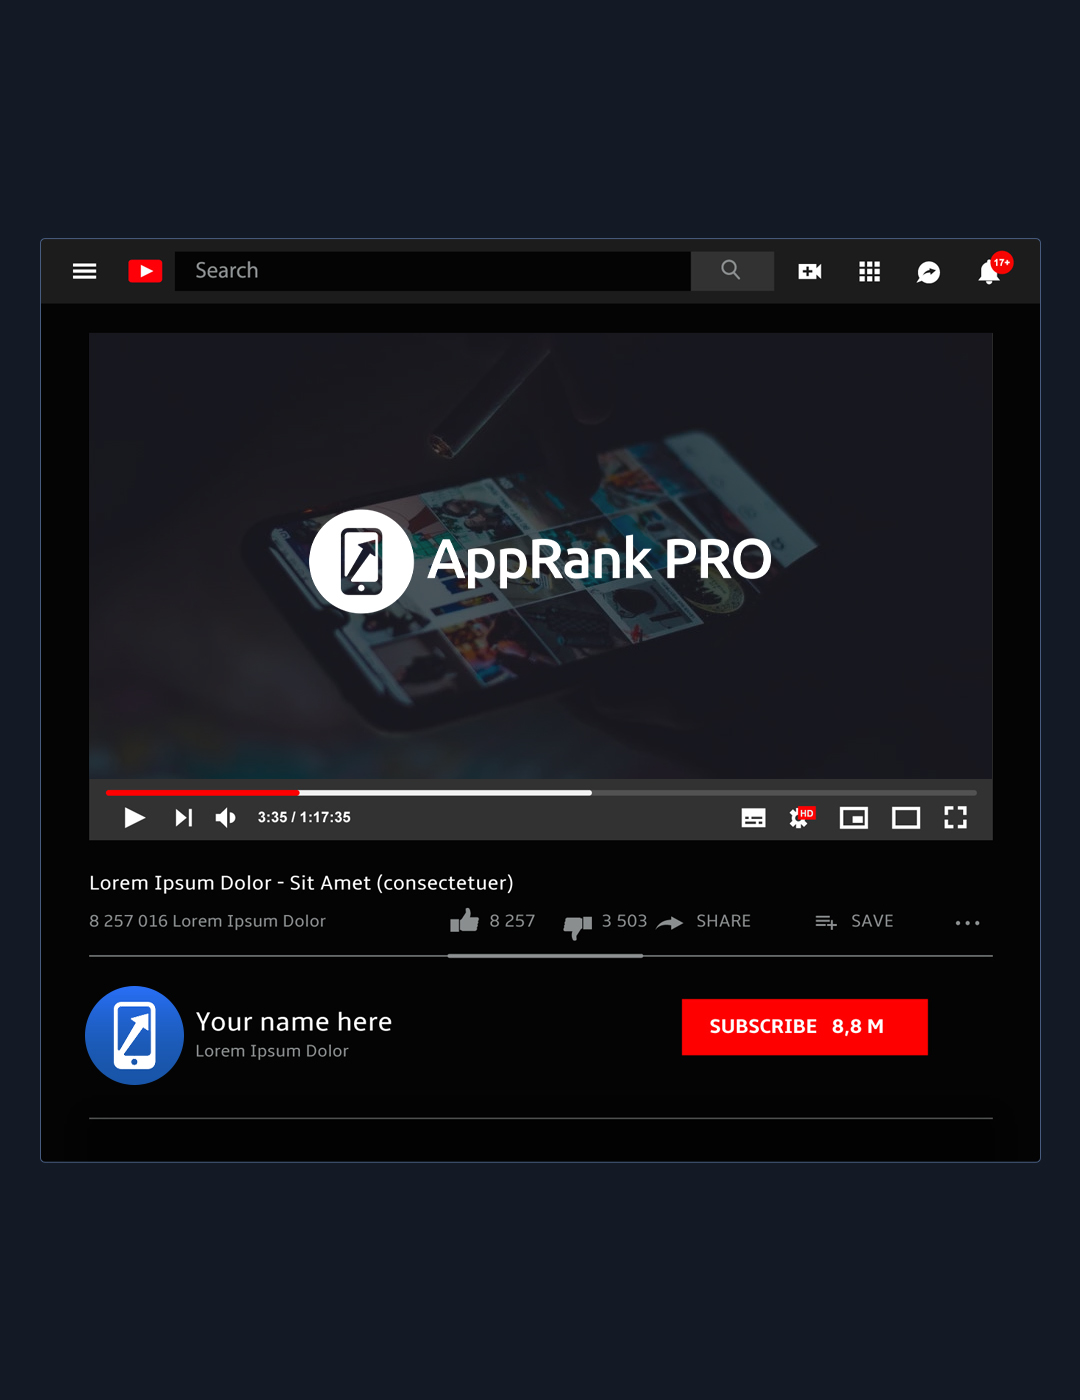 Search
17+
AppRank PRO
3:35 / 1:17:35
HD
Lorem Ipsum Dolor - Sit Amet (consectetuer)
8 257 016 Lorem Ipsum Dolor 8 257 3 503 SHARE SAVE
Your name here
Lorem Ipsum Dolor
SUBSCRIBE 8,8 M